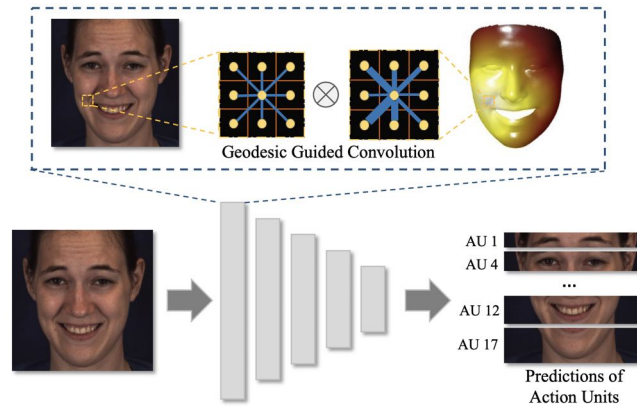 Geodesic Guided Convolution
AU 1
AU 4
...
AU 12
AU 17
Predictions of
Action Units